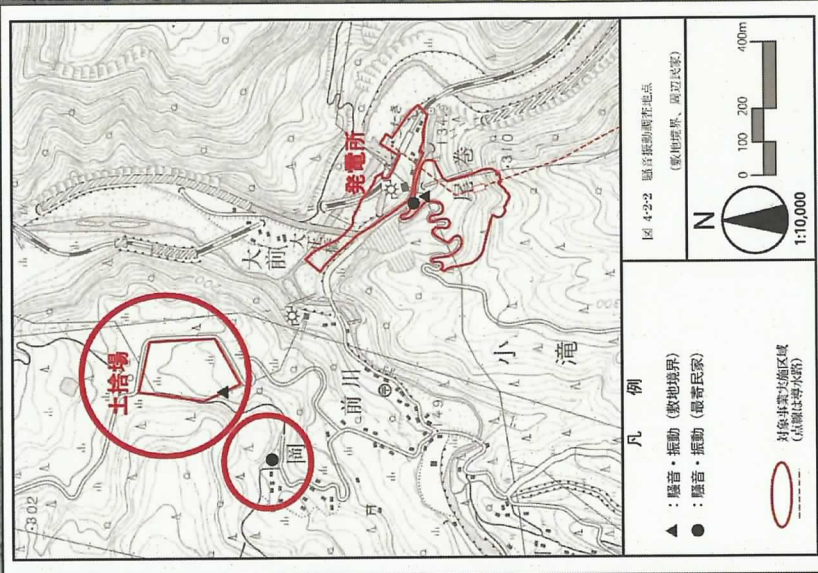 土捨場
発電所
大前
岡
前川
尾巻
小滝
302
310
図 4-2-2 騒音振動調査地点
(敷地境界、周辺民家)
凡 例
▲ : 騒音・振動 (敷地境界)
● : 騒音・振動 (最寄民家)
対象事業実施区域
(点線は導水路)
N
0 100 200 400m
1:10,000